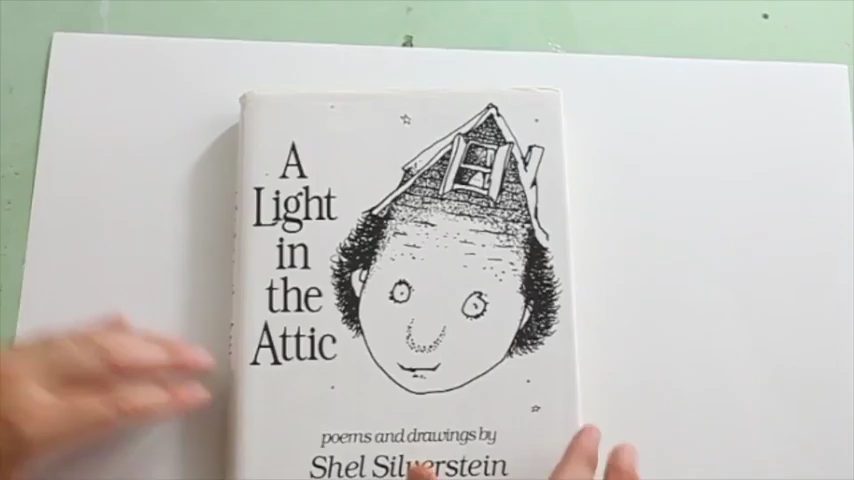 A
Light
in
the
Attic
poems and drawings by
Shel Silverstein